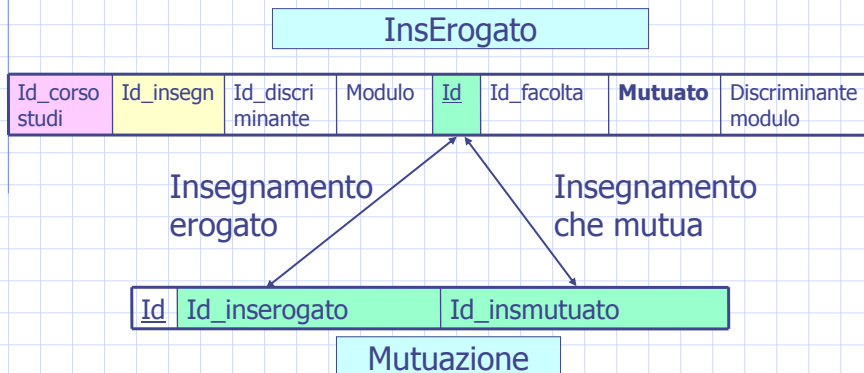 InsErogato
Id_corso Id_insegn Id_discri Modulo Id Id_facolta Mutuato Discriminante
studi minante modulo
Insegnamento Insegnamento
erogato che mutua
Id Id_inserogato Id_insmutuato
Mutuazione